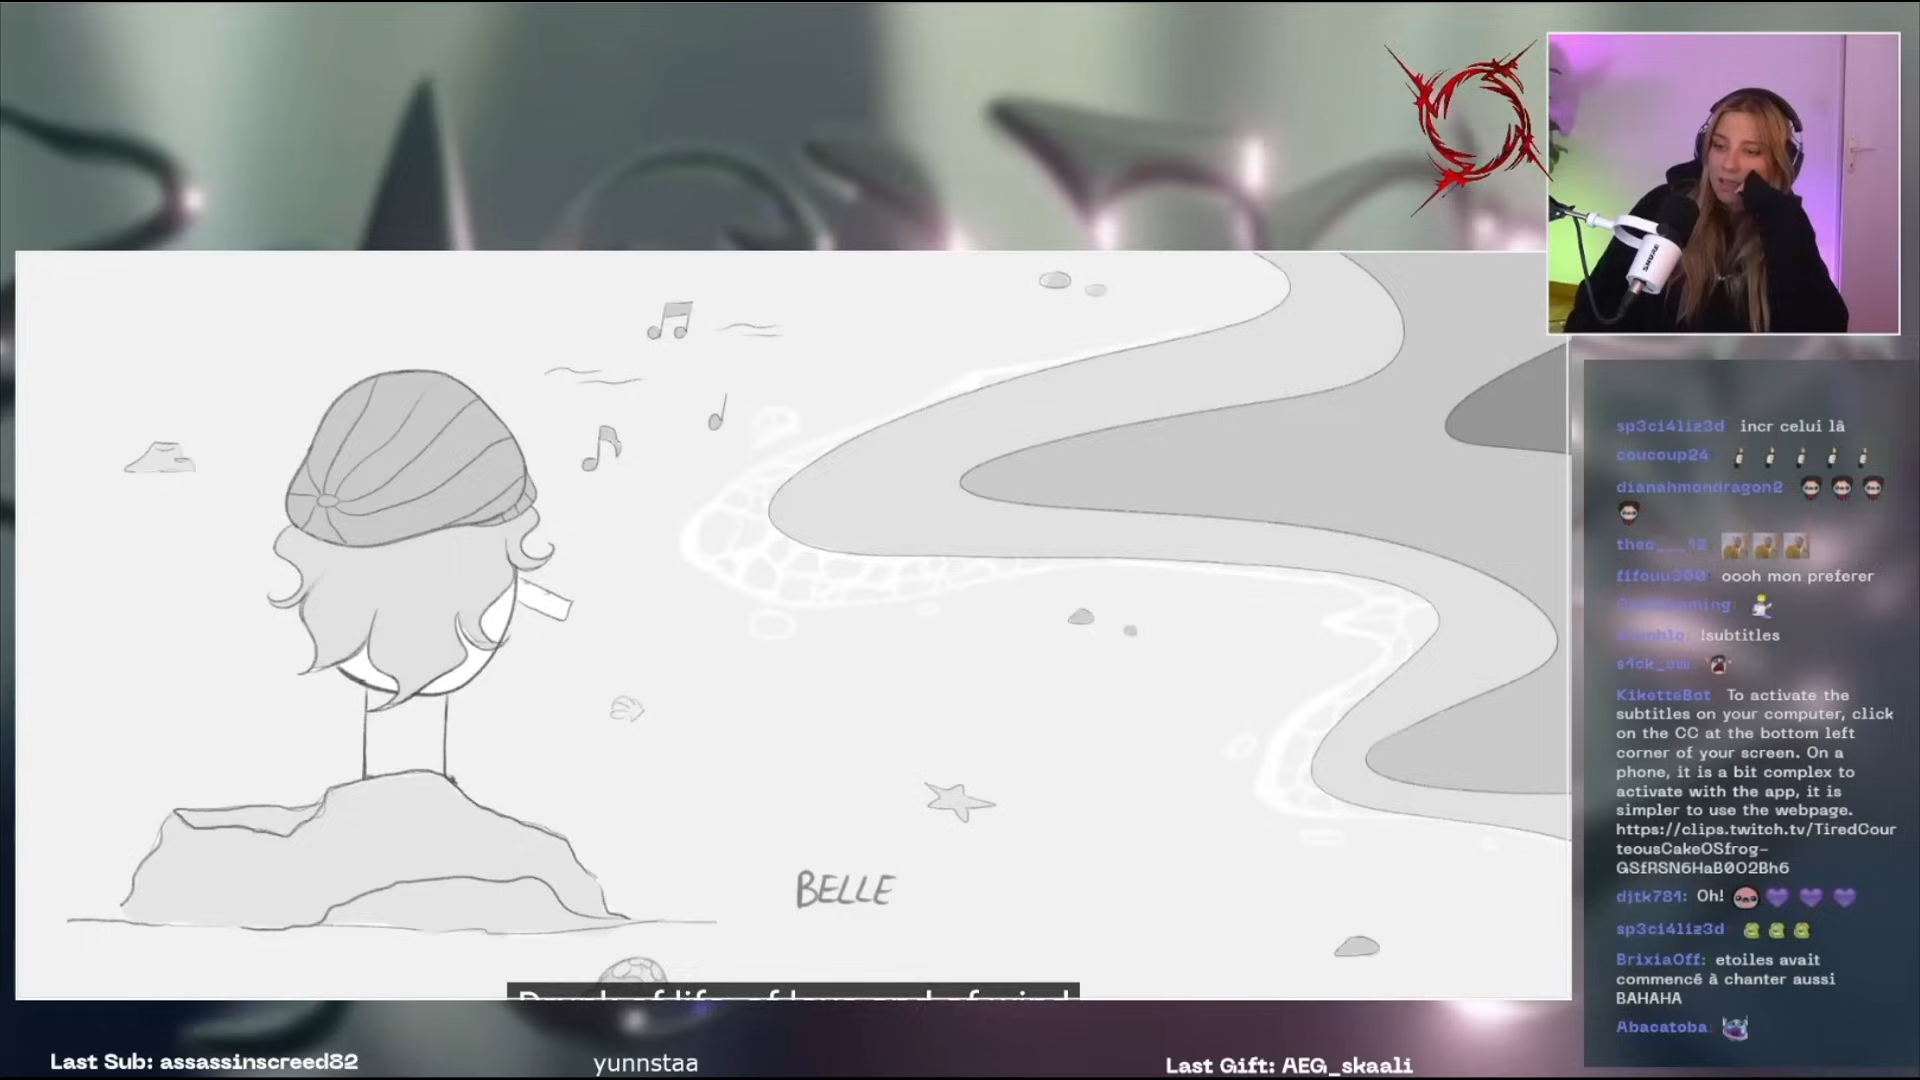 SHURE
sp3ci4liz3d incr celui là
coucoup24
dianahmondragon2
theo___12
fifouu300: oooh mon preferer
!subtitles
s1ck_ow
KiketteBot To activate the
subtitles on your computer, click
on the CC at the bottom left
corner of your screen. On a
phone, it is a bit complex to
activate with the app, it is
simpler to use the webpage.
https://clips.twitch.tv/TiredCour
teousCakeOSfrog-
GSfRSN6HaB0O2Bh6
djtk781: Oh!
sp3ci4liz3d
BrixiaOff: etoiles avait
commencé à chanter aussi
BAHAHA
Abacatoba
BELLE
Last Sub: assassinscreed82
yunnstaa
Last Gift: AEG_skaali